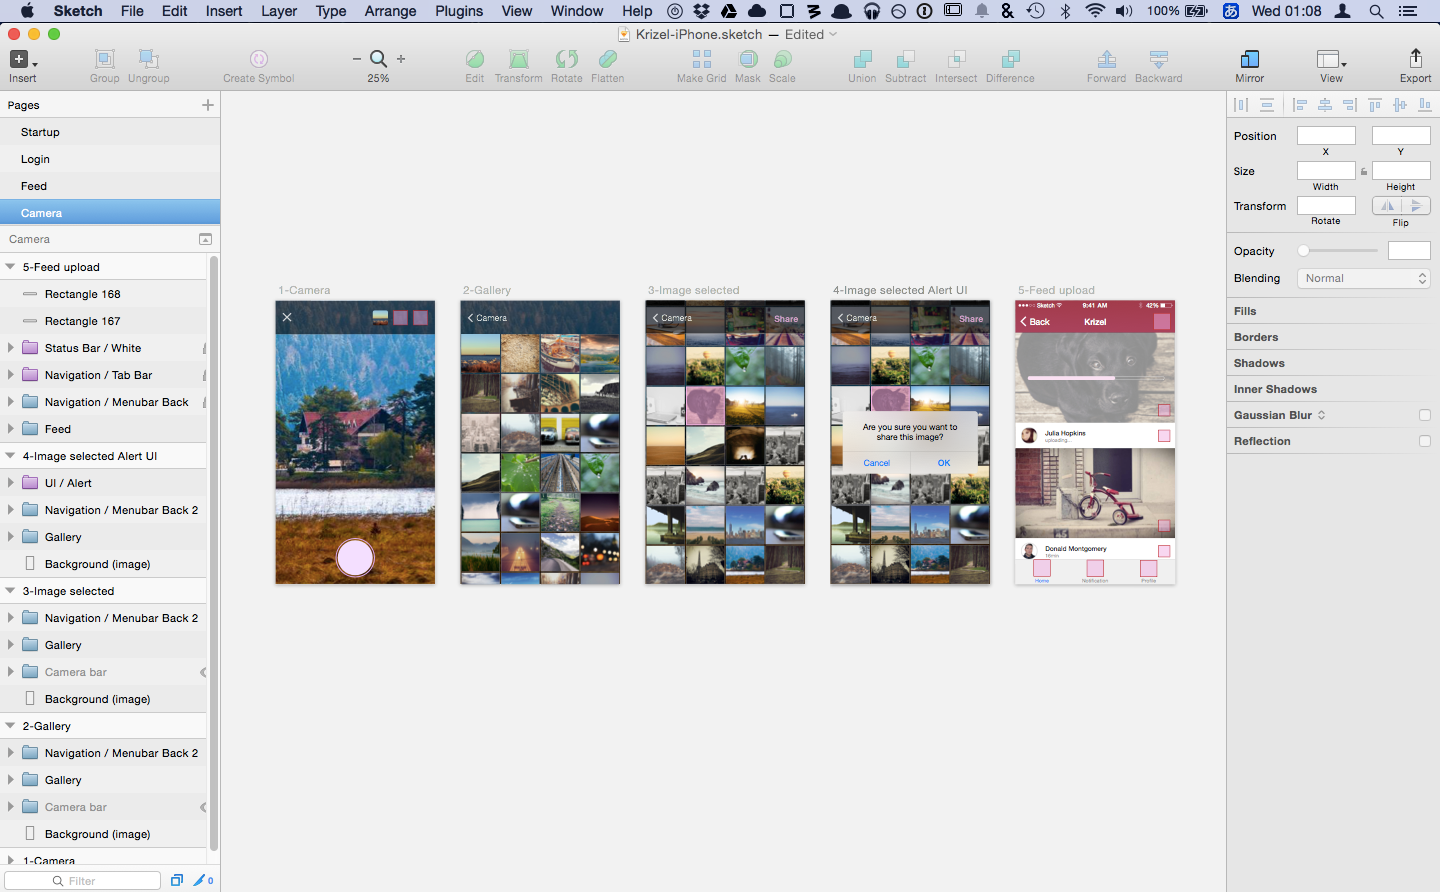 Sketch File Edit Insert Layer Type Arrange Plugins View Window Help 100% あ Wed 01:08
Krizel-iPhone.sketch — Edited
Insert Group Ungroup Create Symbol 25% Edit Transform Rotate Flatten Make Grid Mask Scale Union Subtract Intersect Difference Forward Backward Mirror View Export
Pages
Startup
Login
Feed
Camera
Camera
5-Feed upload
Rectangle 168
Rectangle 167
Status Bar / White
Navigation / Tab Bar
Navigation / Menubar Back
Feed
4-Image selected Alert UI
UI / Alert
Navigation / Menubar Back 2
Gallery
Background (image)
3-Image selected
Navigation / Menubar Back 2
Gallery
Camera bar
Background (image)
2-Gallery
Navigation / Menubar Back 2
Gallery
Camera bar
Background (image)
1-Camera
Filter
0
1-Camera
2-Gallery
Camera
3-Image selected
Camera Share
4-Image selected Alert UI
Camera Share
Are you sure you want to
share this image?
Cancel OK
5-Feed upload
Sketch 9:41 AM 42%
Back Krizel
Julia Hopkins
uploading...
Donald Montgomery
16min
Home Notification Profile
Position
X Y
Size
Width Height
Transform
Rotate Flip
Opacity
Blending Normal
Fills
Borders
Shadows
Inner Shadows
Gaussian Blur
Reflection